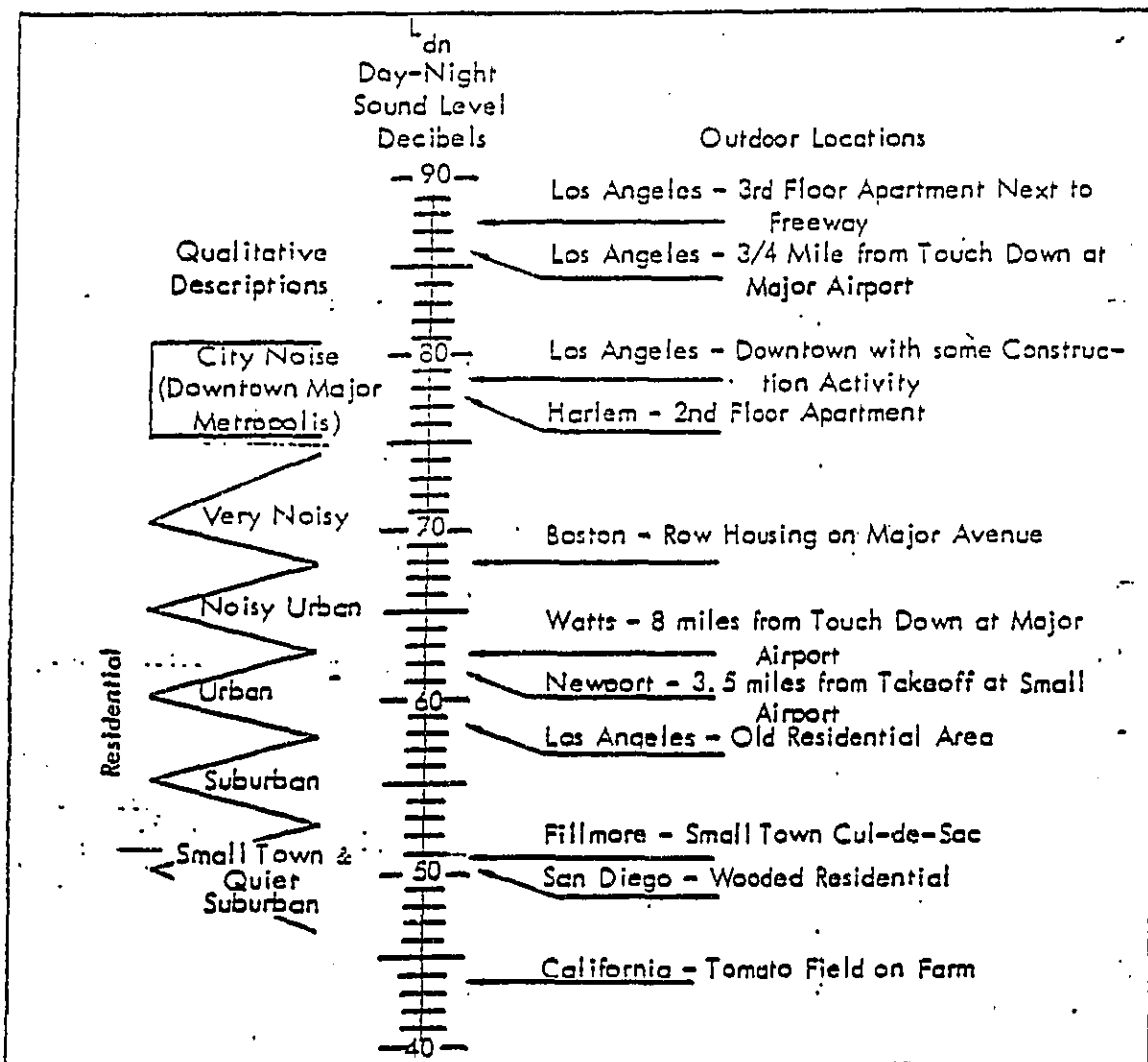 Ldn
Day-Night
Sound Level
Decibels
Outdoor Locations
90
Los Angeles - 3rd Floor Apartment Next to
Freeway
Qualitative
Descriptions
Los Angeles - 3/4 Mile from Touch Down at
Major Airport
City Noise
(Downtown Major
Metropolis)
80
Los Angeles - Downtown with some Construc-
tion Activity
Harlem - 2nd Floor Apartment
Very Noisy
70
Boston - Row Housing on Major Avenue
Noisy Urban
Watts - 8 miles from Touch Down at Major
Airport
Residential
Urban
Newport - 3.5 miles from Takeoff at Small
Airport
60
Los Angeles - Old Residential Area
Suburban
Fillmore - Small Town Cul-de-Sac
Small Town &
Quiet
Suburban
50
San Diego - Wooded Residential
California - Tomato Field on Farm
40